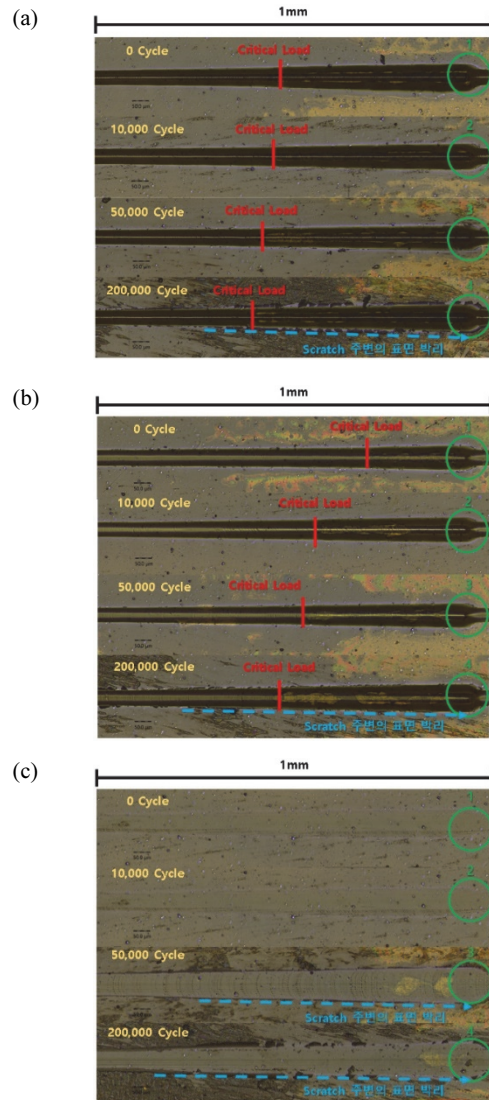 (a)
1mm
0 Cycle
Critical Load
1
10,000 Cycle
Critical Load
2
50,000 Cycle
Critical Load
3
200,000 Cycle
Critical Load
4
Scratch 주변의 표면 박리
(b)
1mm
0 Cycle
Critical Load
1
10,000 Cycle
Critical Load
2
50,000 Cycle
Critical Load
3
200,000 Cycle
Critical Load
4
Scratch 주변의 표면 박리
(c)
1mm
0 Cycle
1
10,000 Cycle
2
50,000 Cycle
3
Scratch 주변의 표면 박리
200,000 Cycle
4
Scratch 주변의 표면 박리